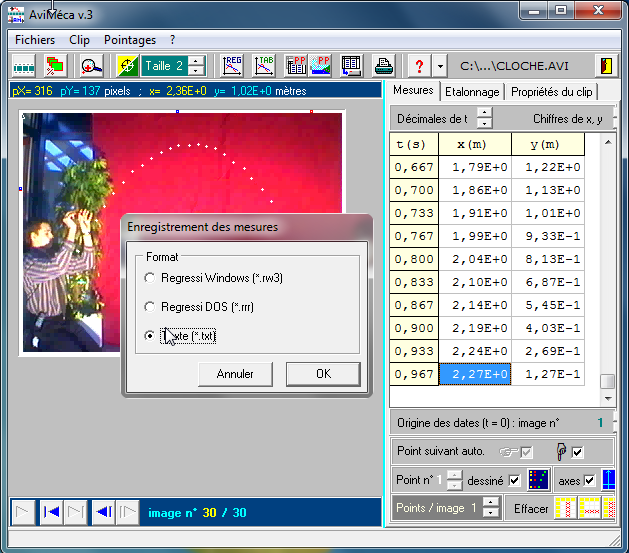 AviMéca v.3
Fichiers Clip Pointages ?
Taille 2 REG TAB PP PP ? C:\...\CLOCHE.AVI
pX= 316 pY= 137 pixels ; x= 2,36E+0 y= 1,02E+0 mètres
Mesures Etalonnage Propriétés du clip
Décimales de t Chiffres de x, y
t(s) x(m) y(m)
0,667 1,79E+0 1,22E+0
0,700 1,86E+0 1,13E+0
0,733 1,91E+0 1,01E+0
0,767 1,99E+0 9,33E-1
0,800 2,04E+0 8,13E-1
0,833 2,10E+0 6,87E-1
0,867 2,14E+0 5,45E-1
0,900 2,19E+0 4,03E-1
0,933 2,24E+0 2,69E-1
0,967 2,27E+0 1,27E-1
Enregistrement des mesures
Format
Regressi Windows (*.rw3)
Regressi DOS (*.rrr)
Texte (*.txt)
Annuler OK
Origine des dates (t = 0) : image n° 1
Point suivant auto.
Point n° 1 dessiné axes
Points / image 1 Effacer
image n° 30 / 30